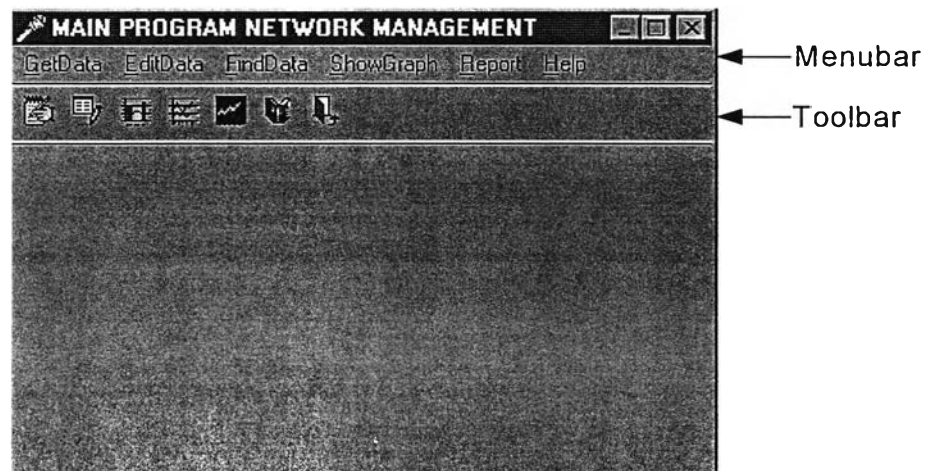 MAIN PROGRAM NETWORK MANAGEMENT
GetData EditData FindData ShowGraph Report Help
Menubar
Toolbar